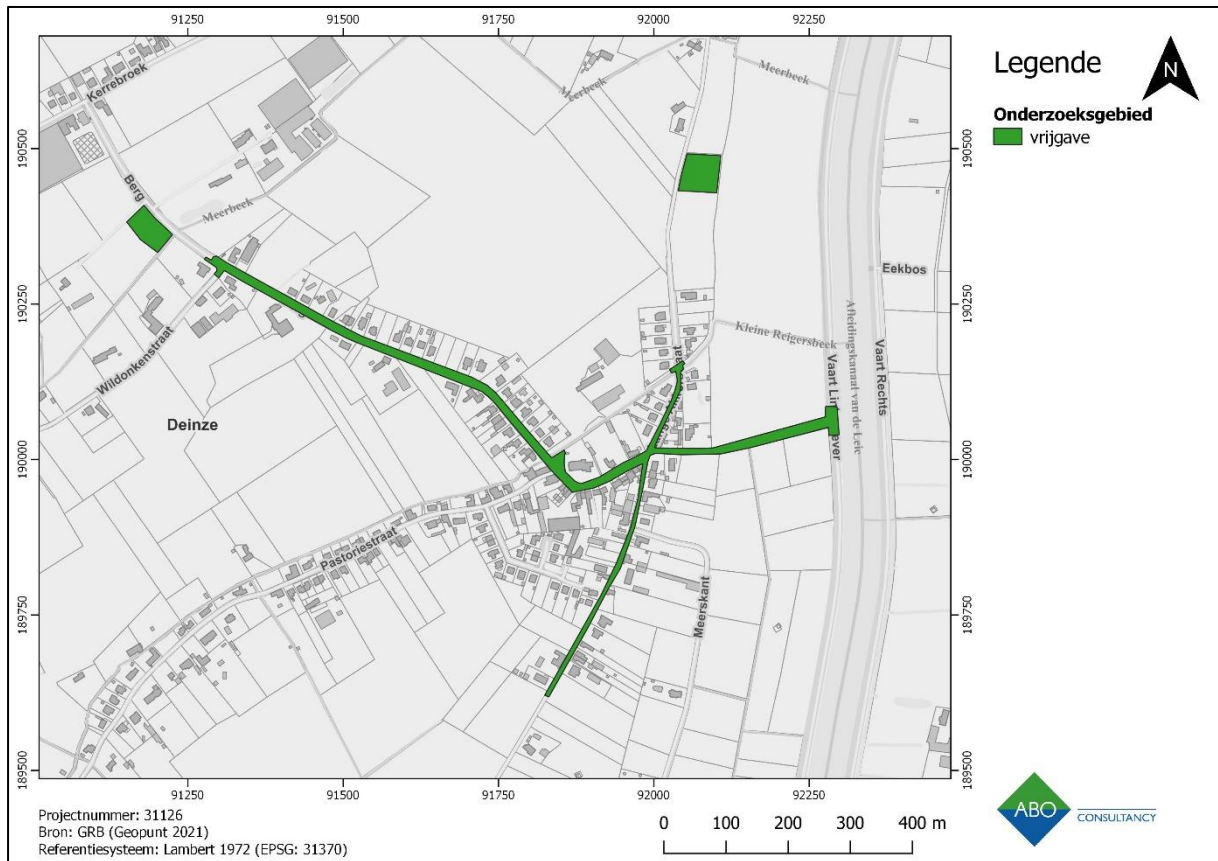 91250 91500 91750 92000 92250
Legende
N
Onderzoeksgebied
vrijgave
190500
190250
190000
189750
189500
190500
190250
190000
189750
189500
Kerrebroek
Meerbeek
Meerbeek
Berg
Meerbeek
Eekbos
Wildonkenstraat
Kleine Reigersbeek
Afleidingskanaal van de Leie
Vaart Rechts
Deinze
Pastoriestraat
Meerskant
91250 91500 91750 92000 92250
Projectnummer: 31126
Bron: GRB (Geopunt 2021)
Referentiesysteem: Lambert 1972 (EPSG: 31370)
0 100 200 300 400 m
ABO
CONSULTANCY